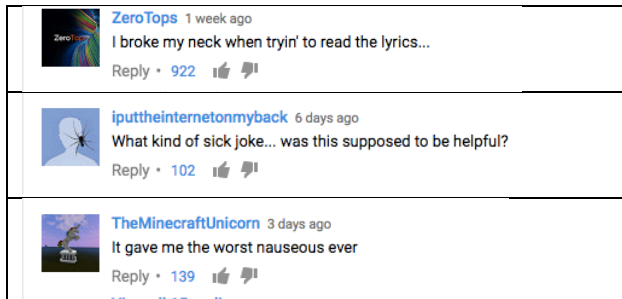 ZeroTops 1 week ago
ZeroTops
I broke my neck when tryin' to read the lyrics...
Reply • 922
iputtheinternetonmyback 6 days ago
What kind of sick joke... was this supposed to be helpful?
Reply • 102
TheMinecraftUnicorn 3 days ago
It gave me the worst nauseous ever
Reply • 139